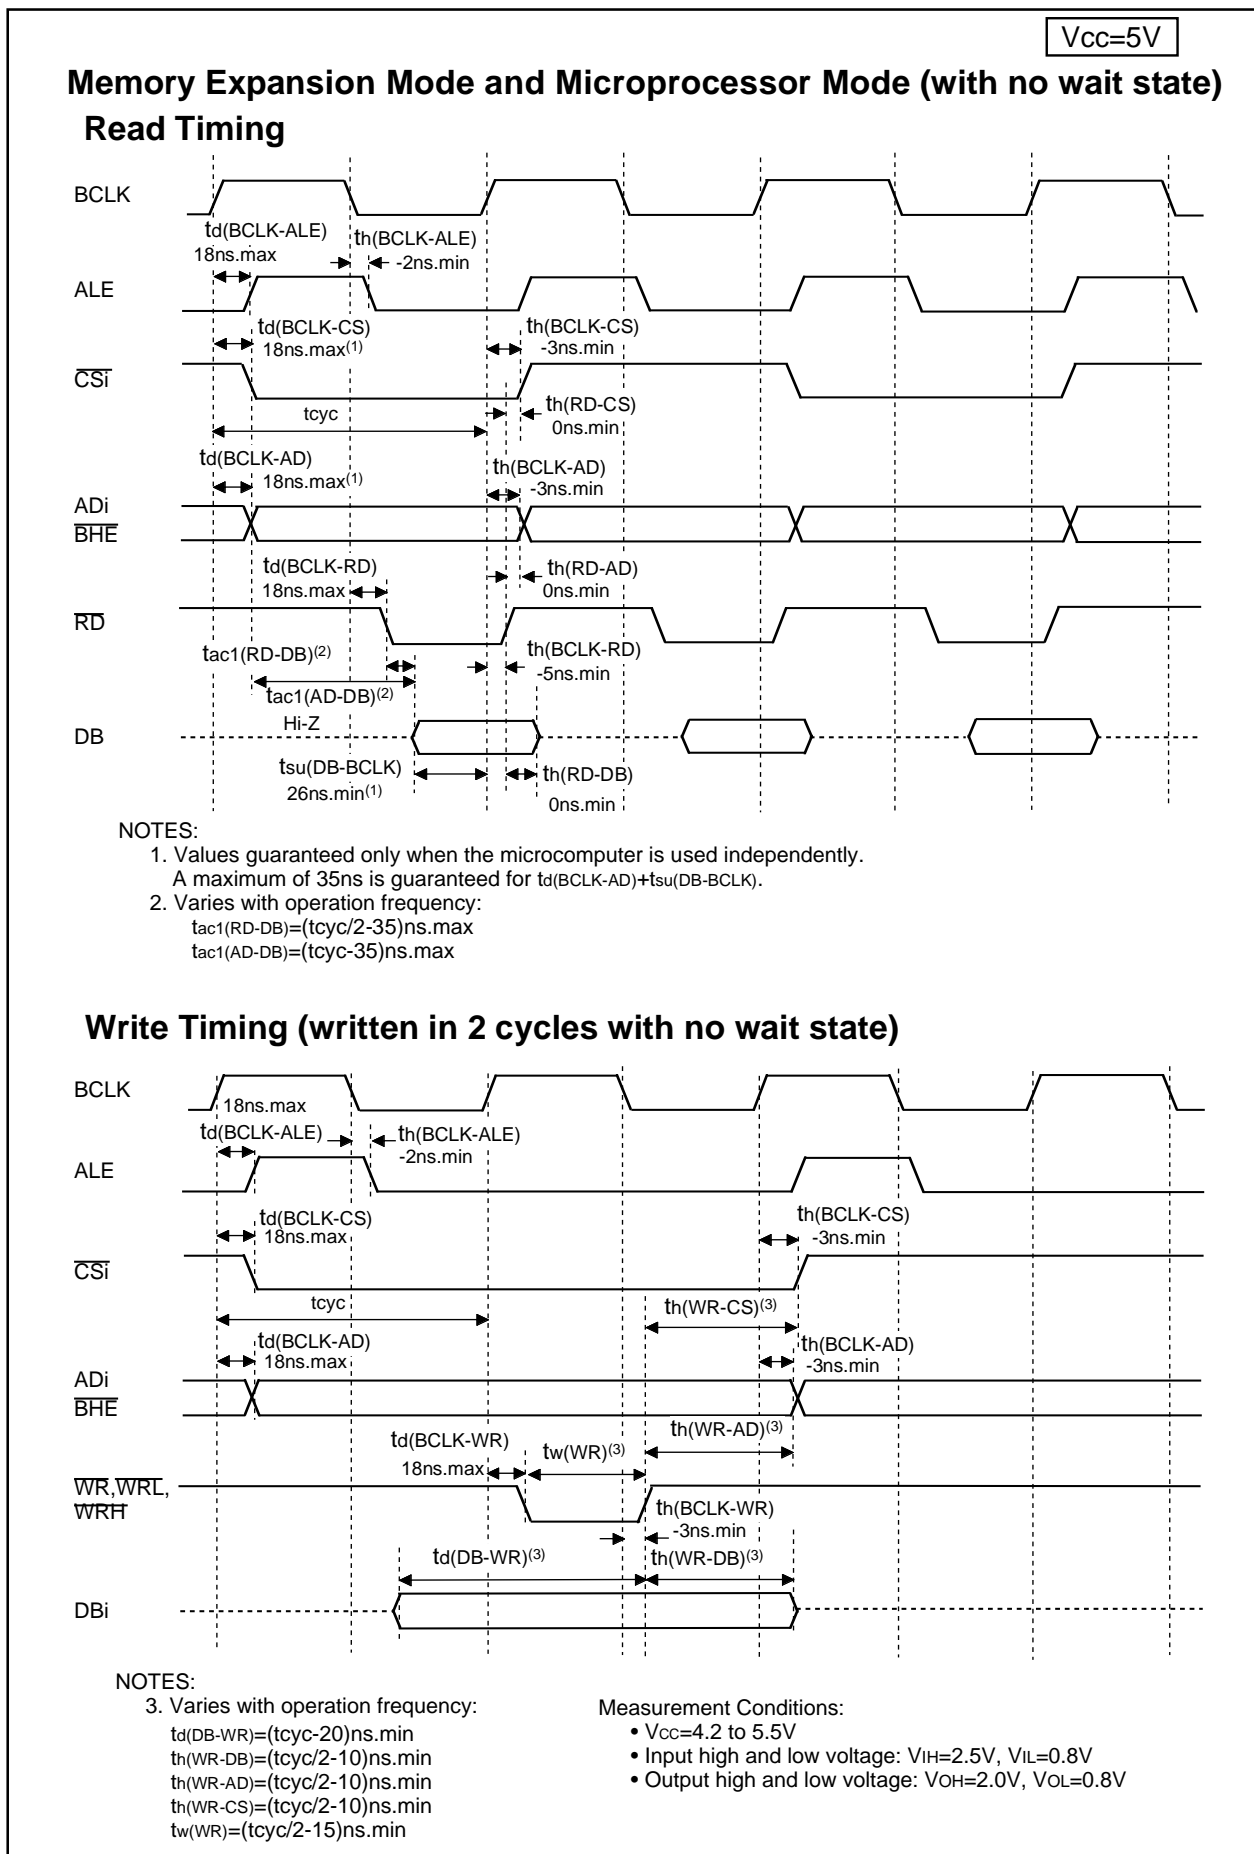 Vcc=5V
Memory Expansion Mode and Microprocessor Mode (with no wait state)
Read Timing
BCLK
td(BCLK-ALE)
18ns.max
th(BCLK-ALE)
-2ns.min
ALE
td(BCLK-CS)
18ns.max(1)
th(BCLK-CS)
-3ns.min
CSi
tcyc
th(RD-CS)
0ns.min
td(BCLK-AD)
18ns.max(1)
th(BCLK-AD)
-3ns.min
ADi
BHE
td(BCLK-RD)
18ns.max
th(RD-AD)
0ns.min
RD
tac1(RD-DB)(2)
th(BCLK-RD)
-5ns.min
tac1(AD-DB)(2)
Hi-Z
DB
tsu(DB-BCLK)
26ns.min(1)
th(RD-DB)
0ns.min
NOTES:
1. Values guaranteed only when the microcomputer is used independently.
A maximum of 35ns is guaranteed for td(BCLK-AD)+tsu(DB-BCLK).
2. Varies with operation frequency:
tac1(RD-DB)=(tcyc/2-35)ns.max
tac1(AD-DB)=(tcyc-35)ns.max
Write Timing (written in 2 cycles with no wait state)
BCLK
18ns.max
td(BCLK-ALE)
th(BCLK-ALE)
-2ns.min
ALE
td(BCLK-CS)
18ns.max
th(BCLK-CS)
-3ns.min
CSi
tcyc
th(WR-CS)(3)
td(BCLK-AD)
18ns.max
th(BCLK-AD)
-3ns.min
ADi
BHE
td(BCLK-WR)
18ns.max
tw(WR)(3)
th(WR-AD)(3)
WR,WRL,
WRH
th(BCLK-WR)
-3ns.min
td(DB-WR)(3)
th(WR-DB)(3)
DBi
NOTES:
3. Varies with operation frequency:
td(DB-WR)=(tcyc-20)ns.min
th(WR-DB)=(tcyc/2-10)ns.min
th(WR-AD)=(tcyc/2-10)ns.min
th(WR-CS)=(tcyc/2-10)ns.min
tw(WR)=(tcyc/2-15)ns.min
Measurement Conditions:
• VCC=4.2 to 5.5V
• Input high and low voltage: VIH=2.5V, VIL=0.8V
• Output high and low voltage: VOH=2.0V, VOL=0.8V